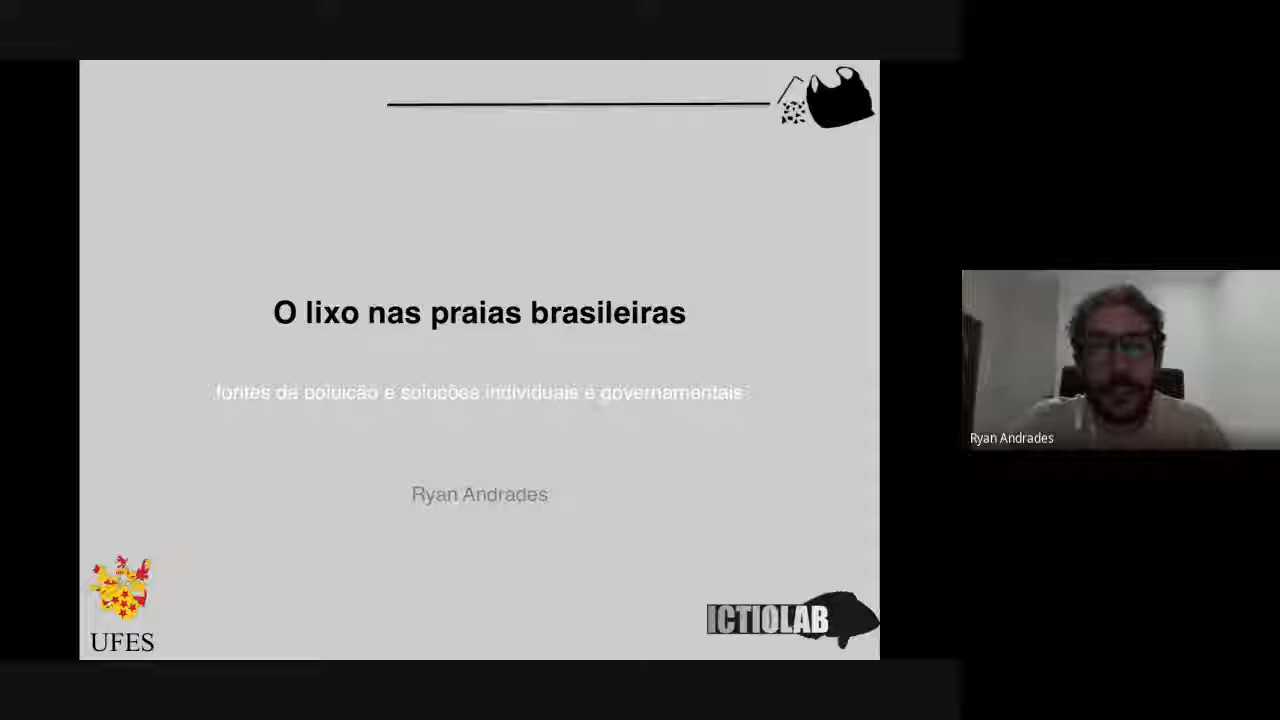 O lixo nas praias brasileiras
fontes da poluição e soluções individuais e governamentais
Ryan Andrades
Ryan Andrades
UFES
ICTIOLAB